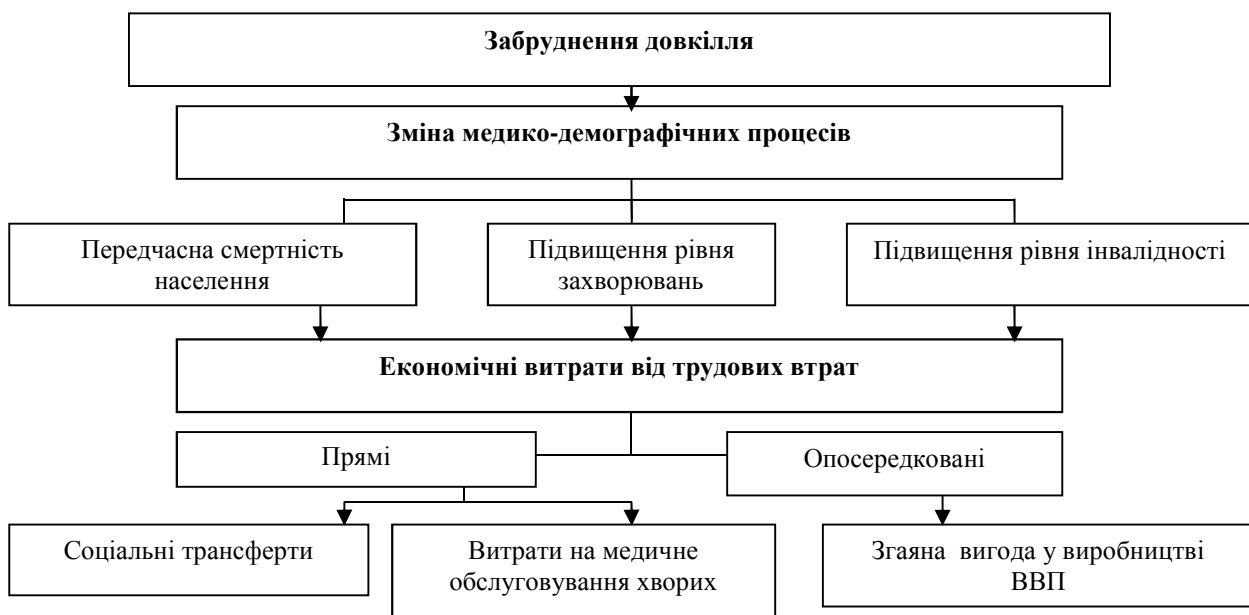 Забруднення довкілля
Зміна медико-демографічних процесів
Передчасна смертність
населення
Підвищення рівня
захворювань
Підвищення рівня інвалідності
Економічні витрати від трудових втрат
Прямі
Опосередковані
Соціальні трансферти
Витрати на медичне
обслуговування хворих
Згаяна вигода у виробництві
ВВП